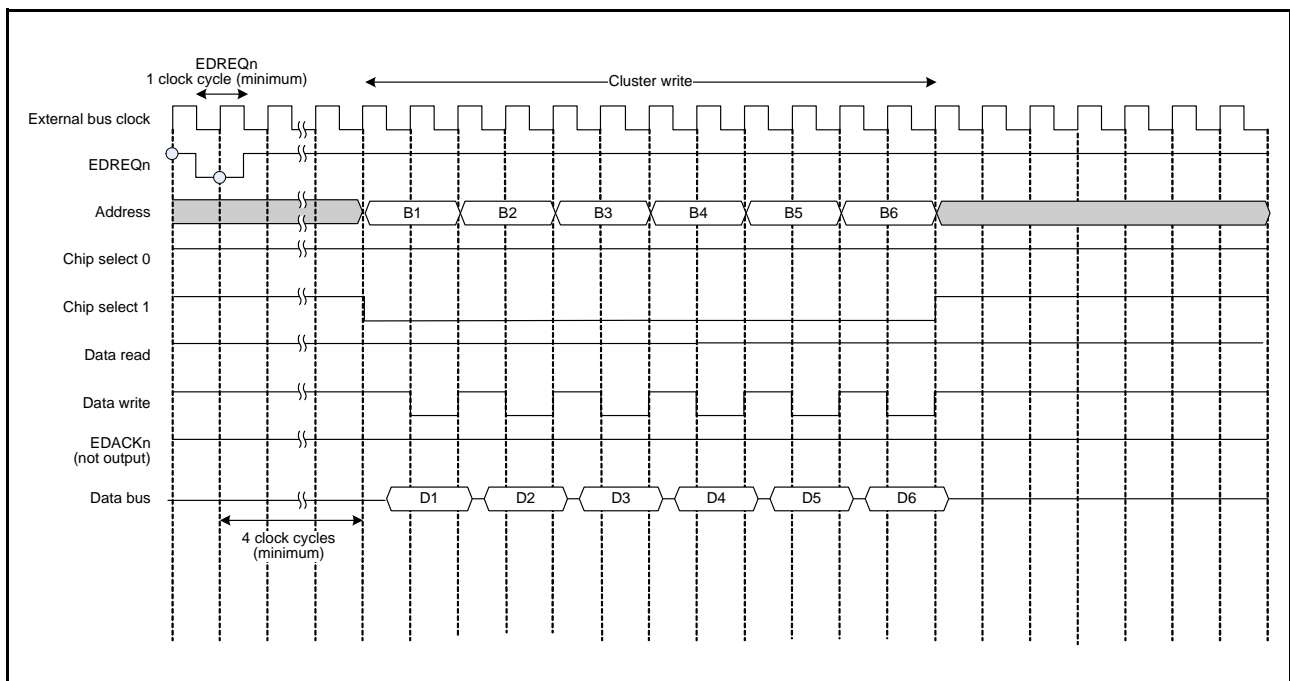 EDREQn
1 clock cycle (minimum)
Cluster write
External bus clock
EDREQn
Address
B1 B2 B3 B4 B5 B6
Chip select 0
Chip select 1
Data read
Data write
EDACKn
(not output)
Data bus
D1 D2 D3 D4 D5 D6
4 clock cycles
(minimum)